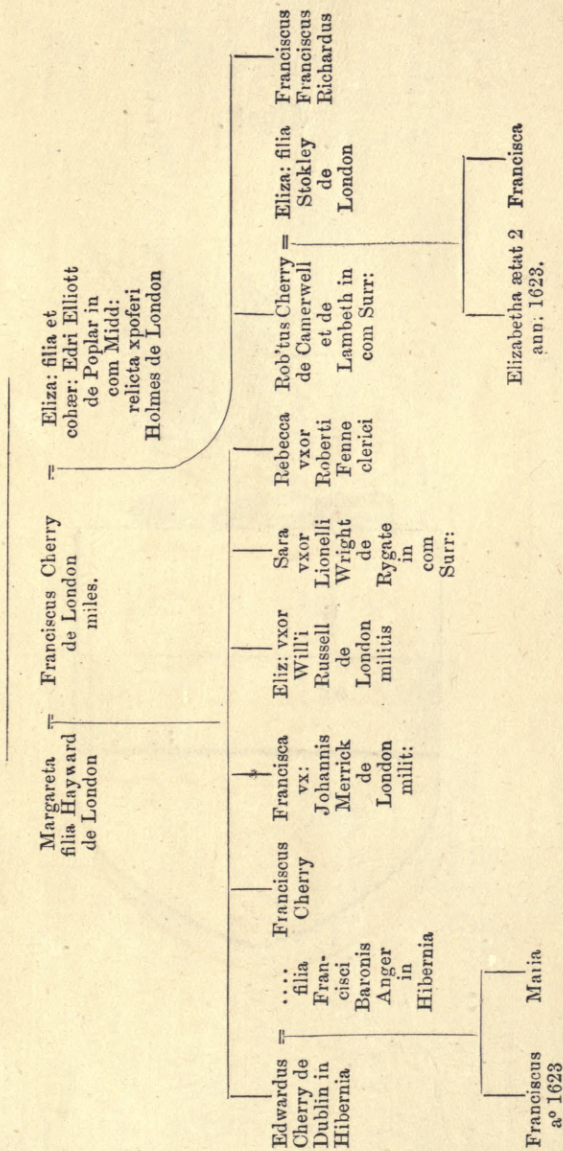 Margareta
filia Hayward
de London
=
Franciscus Cherry
de London
miles.
=
Eliza: filia et
cohær: Edri Elliott
de Poplar in
com Midd:
relicta xpoferi
Holmes de London
Edwardus
Cherry de
Dublin in
Hibernia
=
....
filia
Fran-
cisci
Baronis
Anger
in
Hibernia
Franciscus
Cherry
Francisca
vx:
Johannis
Merrick
de
London
milit:
Eliz: vxor
Will'i
Russell
de
London
militis
Sara
vxor
Lionelli
Wright
de
Rygate
in
com
Surr:
Rebecca
vxor
Roberti
Fenne
clerici
Rob'tus Cherry
de Camerwell
et de
Lambeth in
com Surr:
=
Eliza: filia
Stokley
de
London
Franciscus
Franciscus
Richardus
Franciscus
aº 1623
Maria
Elizabetha ætat 2
ann: 1623.
Francisca